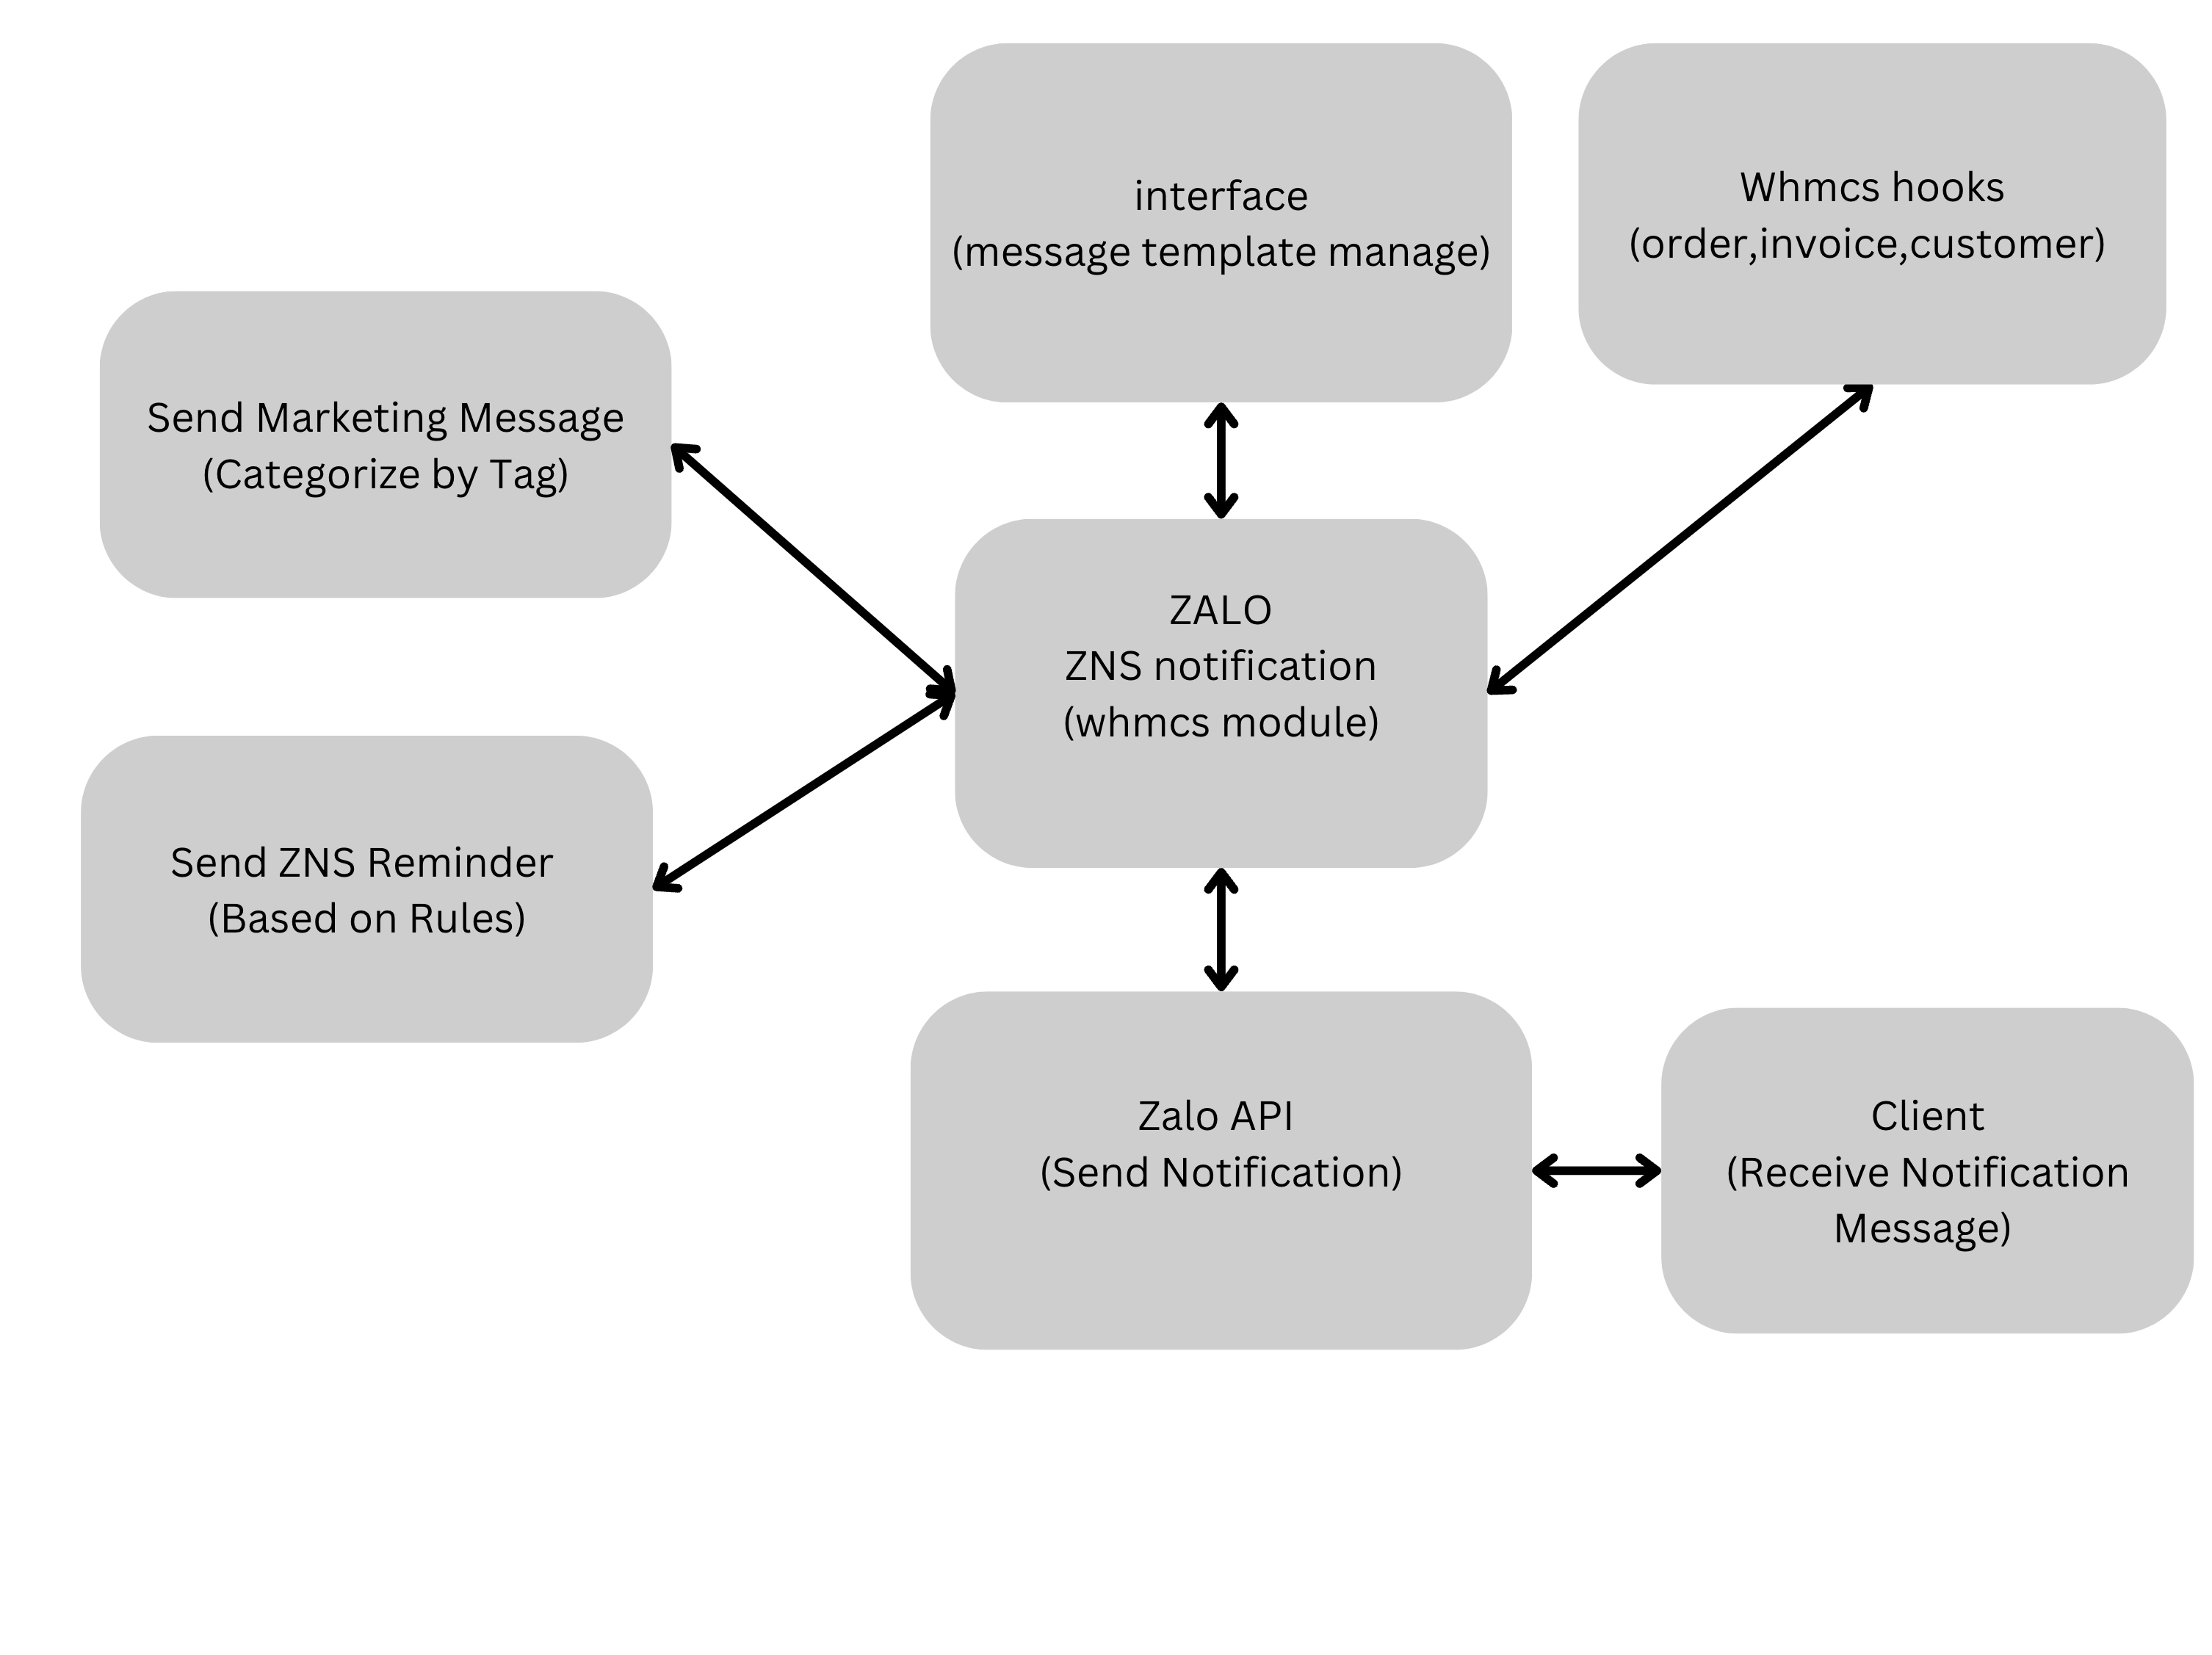 interface
(message template manage)
Whmcs hooks
(order,invoice,customer)
Send Marketing Message
(Categorize by Tag)
ZALO
ZNS notification
(whmcs module)
Send ZNS Reminder
(Based on Rules)
Zalo API
(Send Notification)
Client
(Receive Notification
Message)